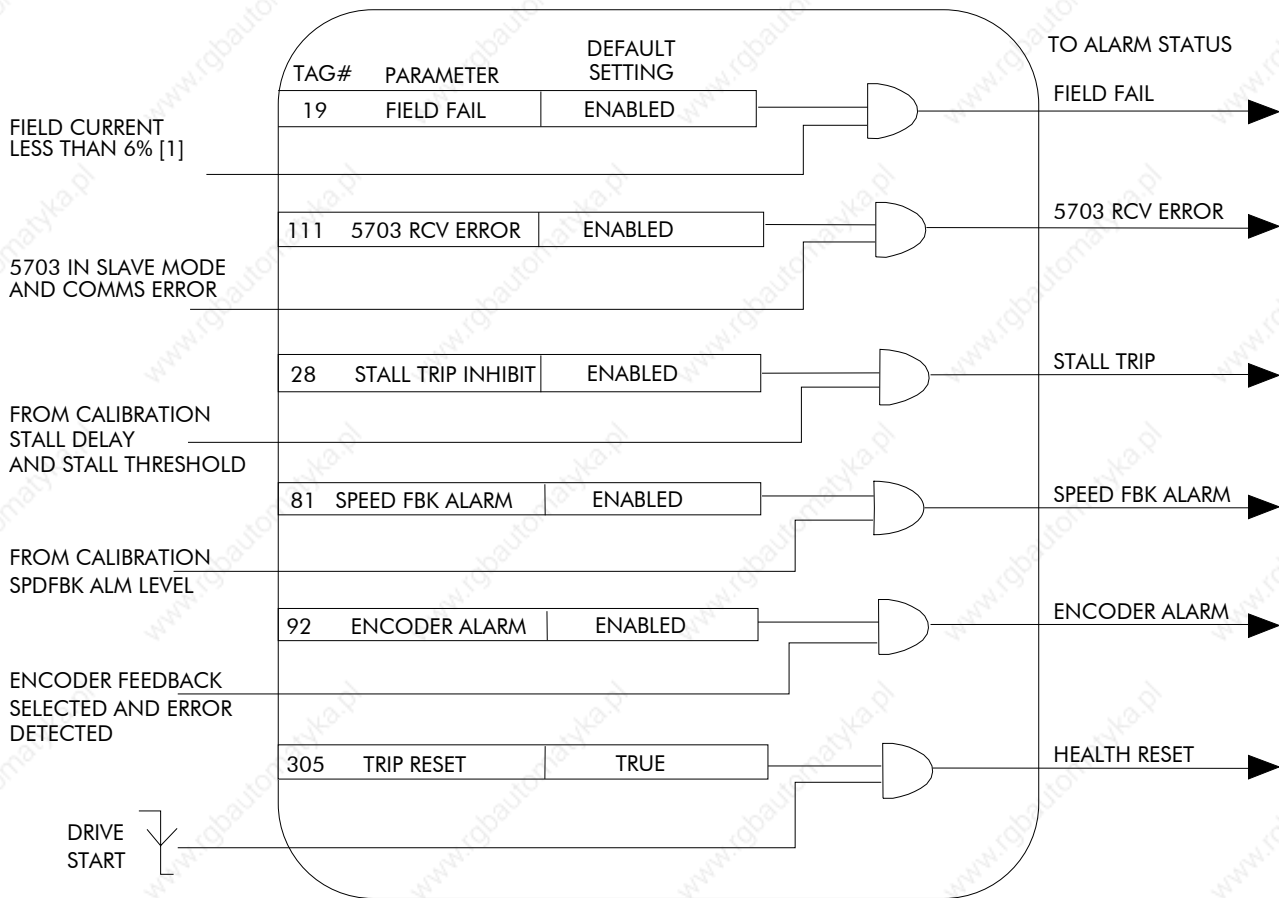 DEFAULT
SETTING
TO ALARM STATUS
TAG# PARAMETER
19 FIELD FAIL ENABLED
FIELD FAIL
FIELD CURRENT
LESS THAN 6% [1]
111 5703 RCV ERROR ENABLED
5703 RCV ERROR
5703 IN SLAVE MODE
AND COMMS ERROR
28 STALL TRIP INHIBIT ENABLED
STALL TRIP
FROM CALIBRATION
STALL DELAY
AND STALL THRESHOLD
81 SPEED FBK ALARM ENABLED
SPEED FBK ALARM
FROM CALIBRATION
SPDFBK ALM LEVEL
92 ENCODER ALARM ENABLED
ENCODER ALARM
ENCODER FEEDBACK
SELECTED AND ERROR
DETECTED
305 TRIP RESET TRUE
HEALTH RESET
DRIVE
START
www.rgbautomatyka.pl